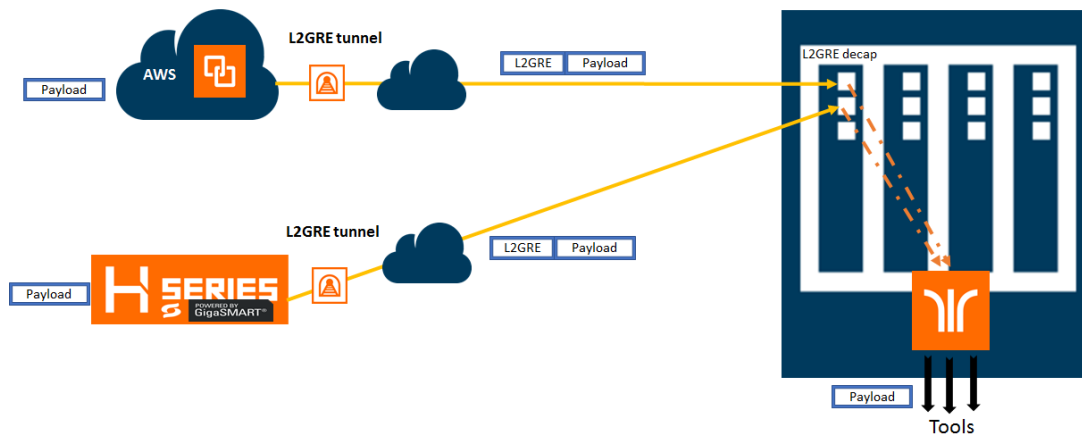 L2GRE tunnel
AWS
Payload
L2GRE
Payload
L2GRE decap
L2GRE tunnel
L2GRE
Payload
Payload
H SERIES
POWERED BY
GigaSMART®
Payload
Tools